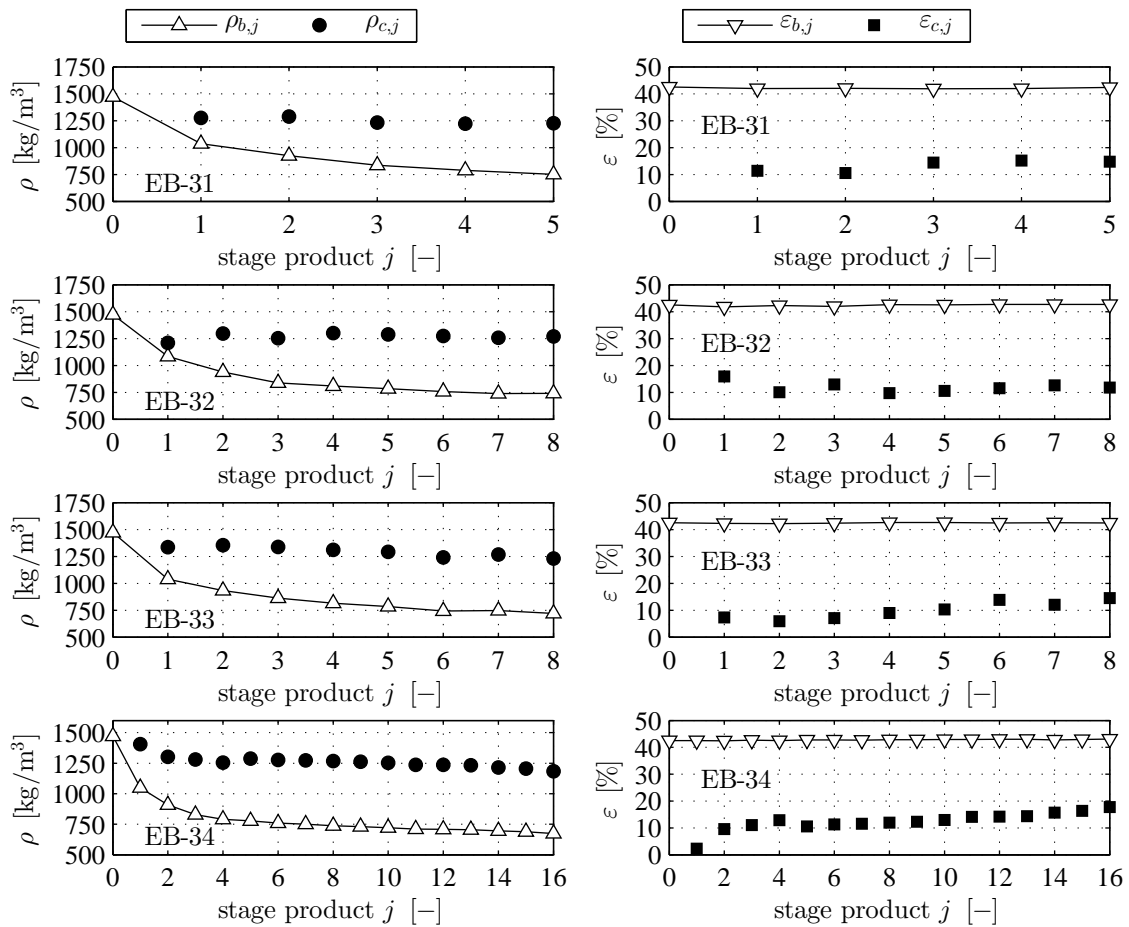 ρb,j ρc,j
εb,j εc,j
ρ [kg/m³]
1750
1500
1250
1000
750
500
EB-31
0 1 2 3 4 5
stage product j [−]
ε [%]
50
40
30
20
10
0
EB-31
0 1 2 3 4 5
stage product j [−]
ρ [kg/m³]
1750
1500
1250
1000
750
500
EB-32
0 1 2 3 4 5 6 7 8
stage product j [−]
ε [%]
50
40
30
20
10
0
EB-32
0 1 2 3 4 5 6 7 8
stage product j [−]
ρ [kg/m³]
1750
1500
1250
1000
750
500
EB-33
0 1 2 3 4 5 6 7 8
stage product j [−]
ε [%]
50
40
30
20
10
0
EB-33
0 1 2 3 4 5 6 7 8
stage product j [−]
ρ [kg/m³]
1500
1250
1000
750
500
EB-34
0 2 4 6 8 10 12 14 16
stage product j [−]
ε [%]
50
40
30
20
10
0
EB-34
0 2 4 6 8 10 12 14 16
stage product j [−]